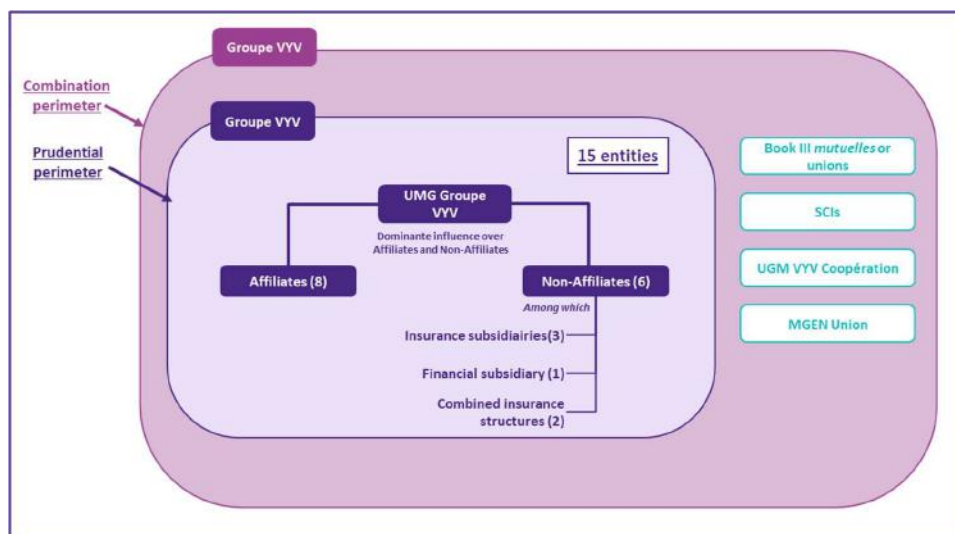 Groupe VYV
Combination
perimeter
Groupe VYV
Prudential
perimeter
15 entities
UMG Groupe
VYV
Dominante influence over
Affiliates and Non-Affiliates
Affiliates (8)
Non-Affiliates (6)
Among which
Insurance subsidiairies(3)
Financial subsidiary (1)
Combined insurance
structures (2)
Book III mutuelles or
unions
SCIs
UGM VYV Coopération
MGEN Union